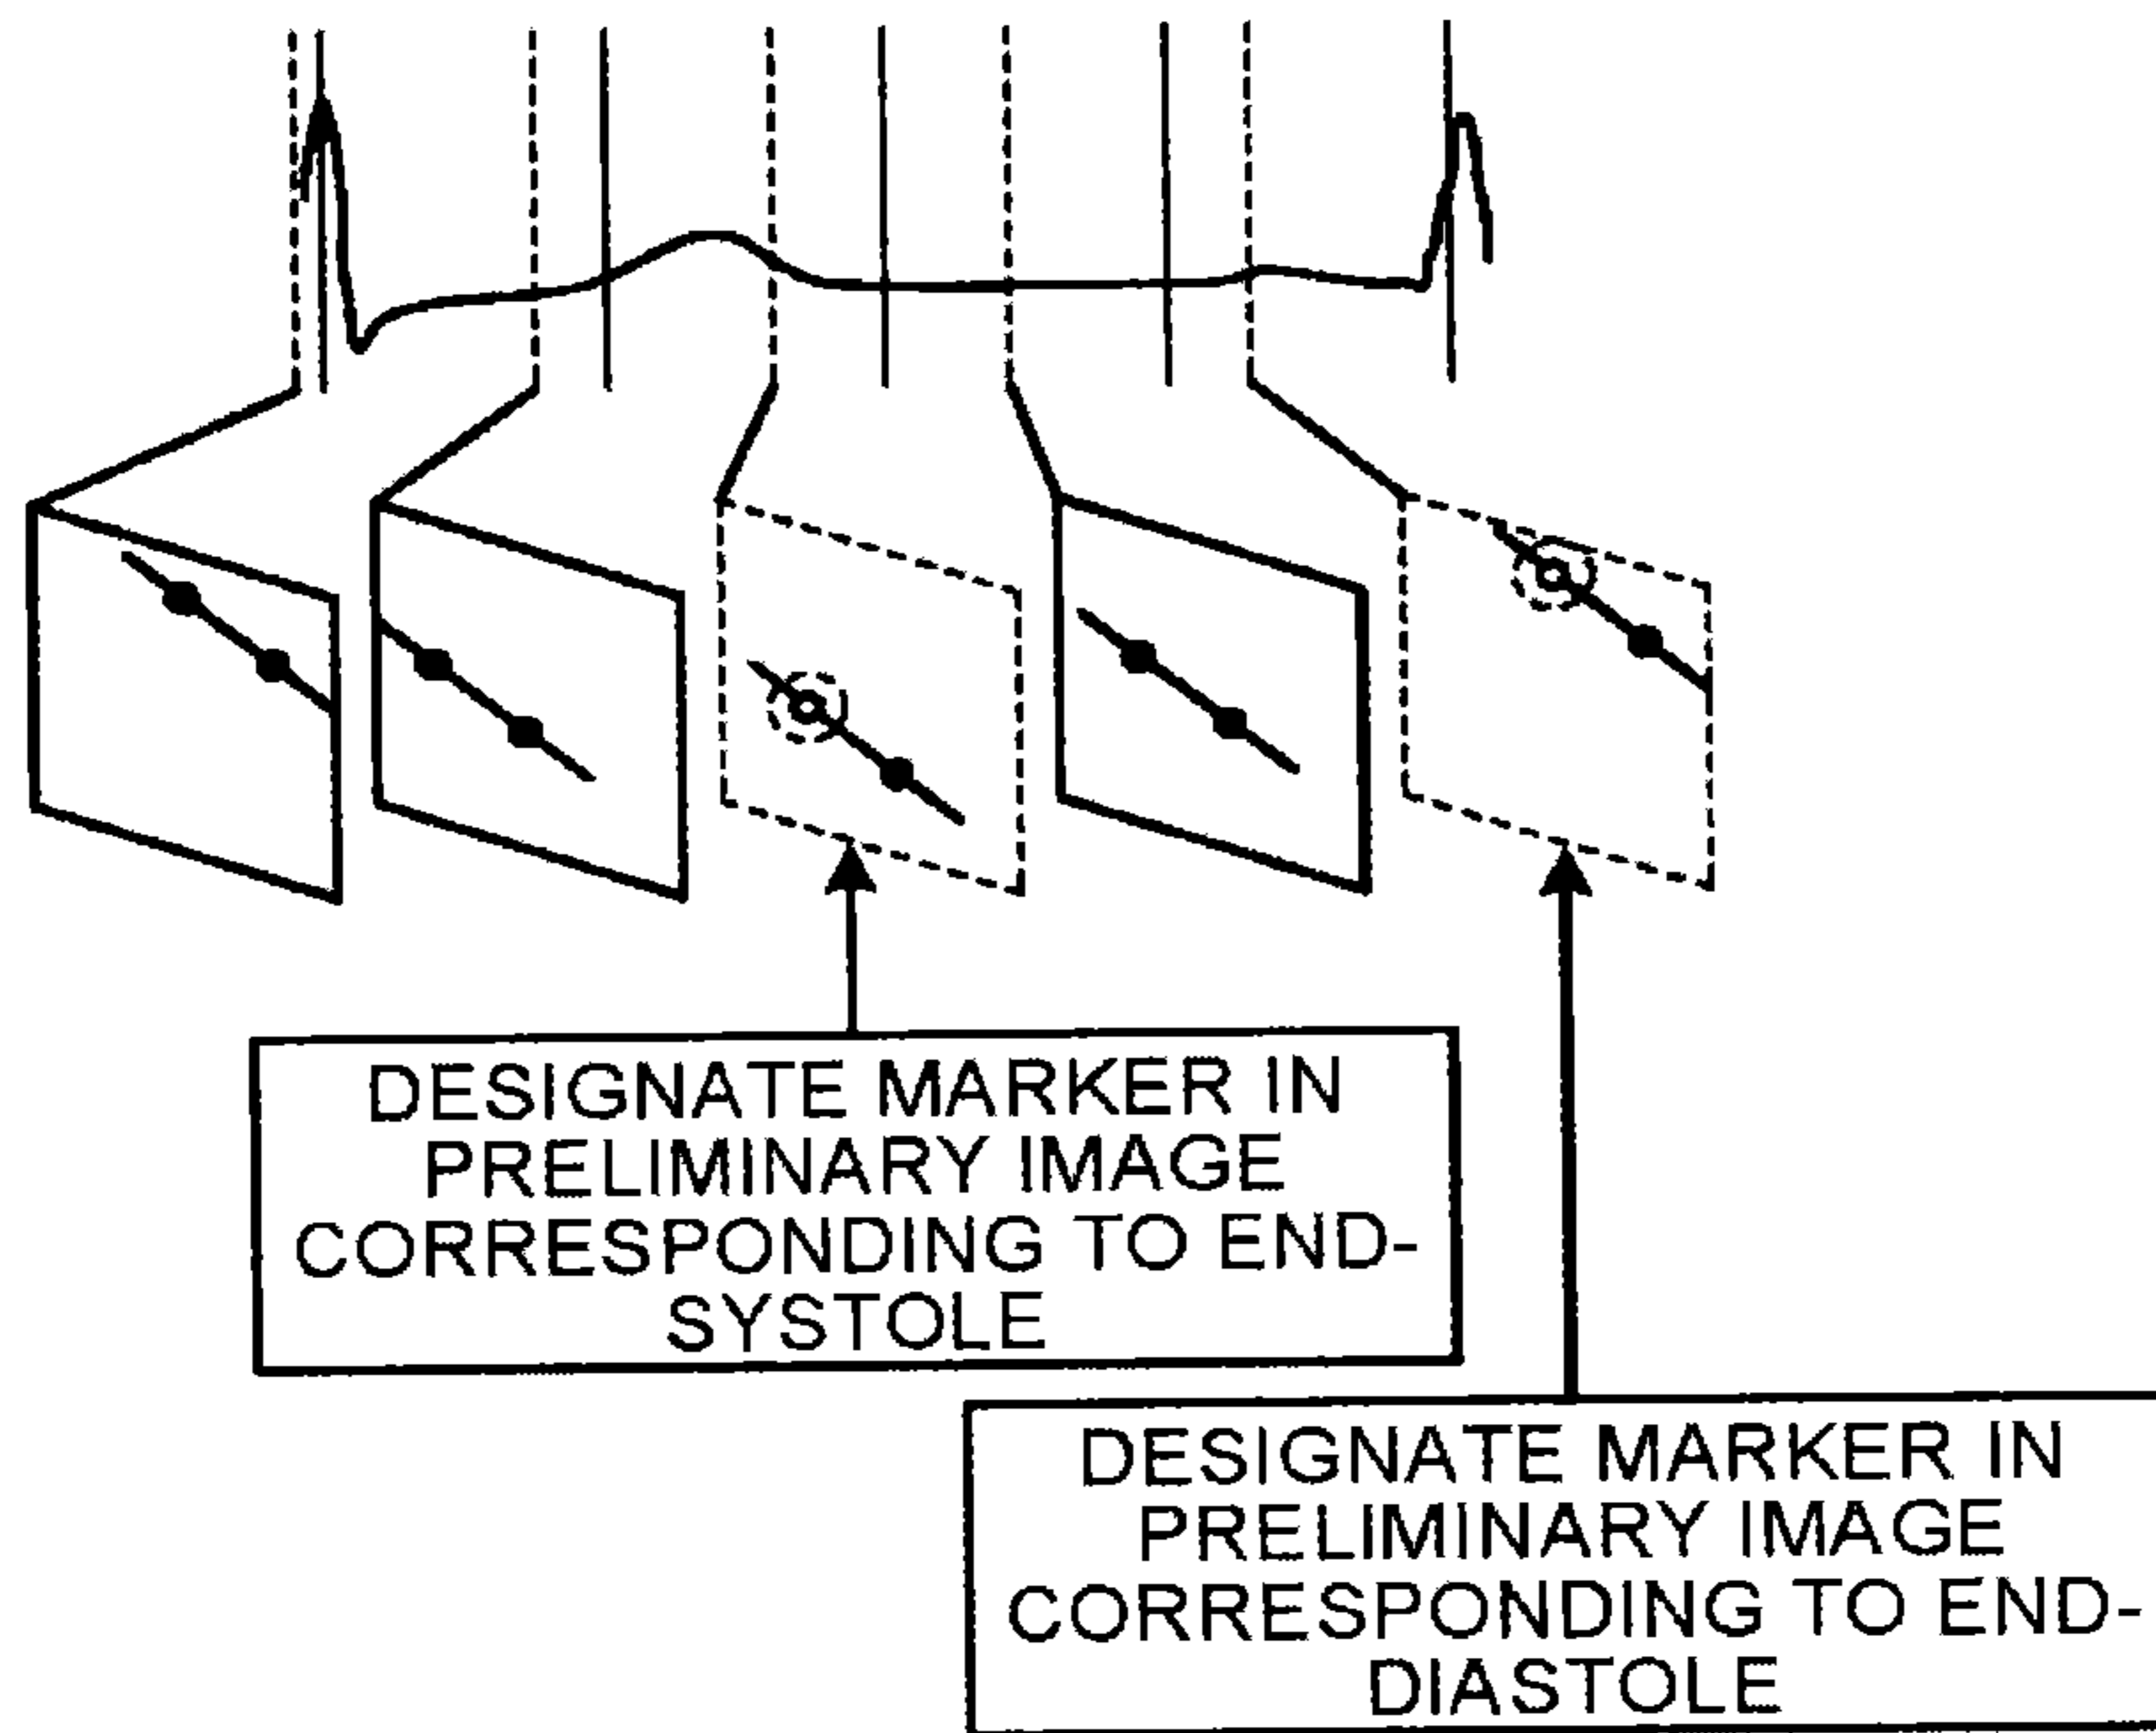 DESIGNATE MARKER IN
PRELIMINARY IMAGE
CORRESPONDING TO END-
SYSTOLE
DESIGNATE MARKER IN
PRELIMINARY IMAGE
CORRESPONDING TO END-
DIASTOLE